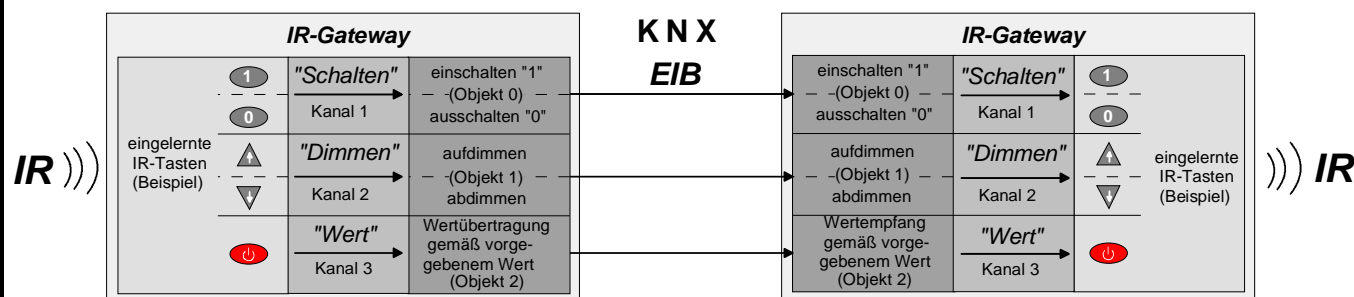 IR-Gateway
K N X
EIB
IR-Gateway
IR
eingelernte
IR-Tasten
(Beispiel)
1
0
"Schalten"
Kanal 1
einschalten "1"
(Objekt 0)
ausschalten "0"
"Dimmen"
Kanal 2
aufdimmen
(Objekt 1)
abdimmen
"Wert"
Kanal 3
Wertübertragung
gemäß vorge-
gebenem Wert
(Objekt 2)
einschalten "1"
(Objekt 0)
ausschalten "0"
"Schalten"
Kanal 1
1
0
aufdimmen
(Objekt 1)
abdimmen
"Dimmen"
Kanal 2
Wertempfang
gemäß vorge-
gebenem Wert
(Objekt 2)
"Wert"
Kanal 3
eingelernte
IR-Tasten
(Beispiel)
IR